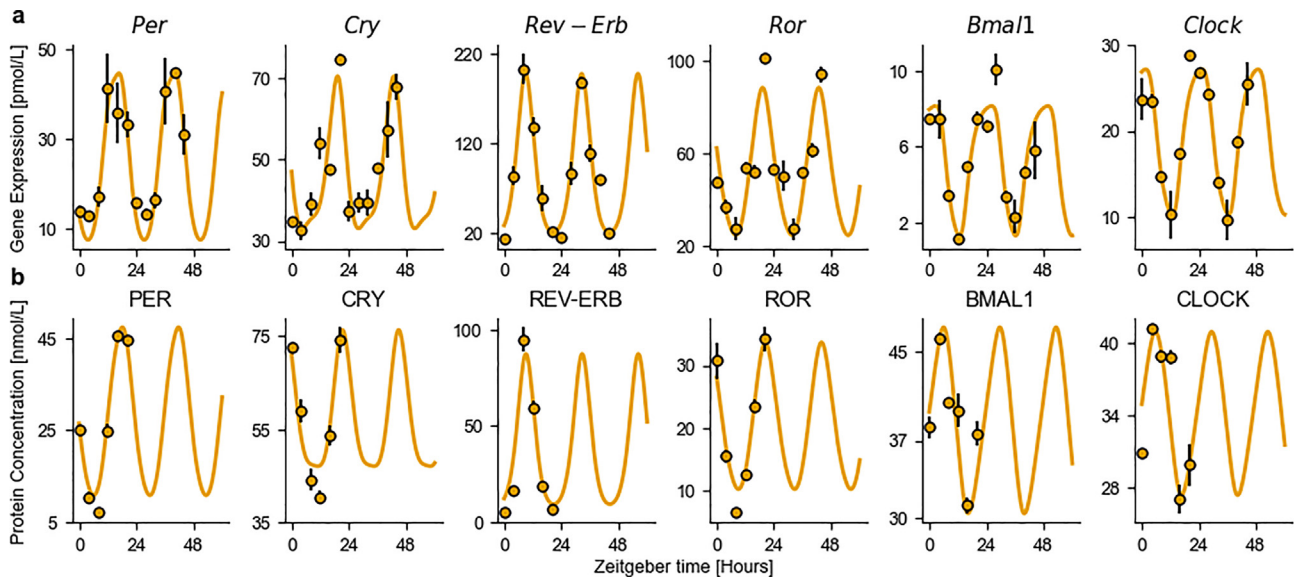 a
Per Cry Rev – Erb Ror Bmal1 Clock
Gene Expression [pmol/L]
50 30 10
70 50 30
220 120 20
100 60 20
10 6 2
30 20 10
0 24 48 0 24 48 0 24 48 0 24 48 0 24 48 0 24 48
b
PER CRY REV-ERB ROR BMAL1 CLOCK
Protein Concentration [nmol/L]
45 25 5
75 55 35
100 50 0
30 20 10
45 37 30
40 34 28
0 24 48 0 24 48 0 24 48 0 24 48 0 24 48 0 24 48
Zeitgeber time [Hours]